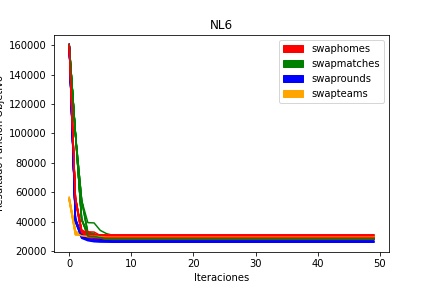 NL6
swaphomes
swapmatches
swaprounds
swapteams
160000
140000
120000
100000
80000
60000
40000
20000
Función Objetivo
0 10 20 30 40 50
Iteraciones